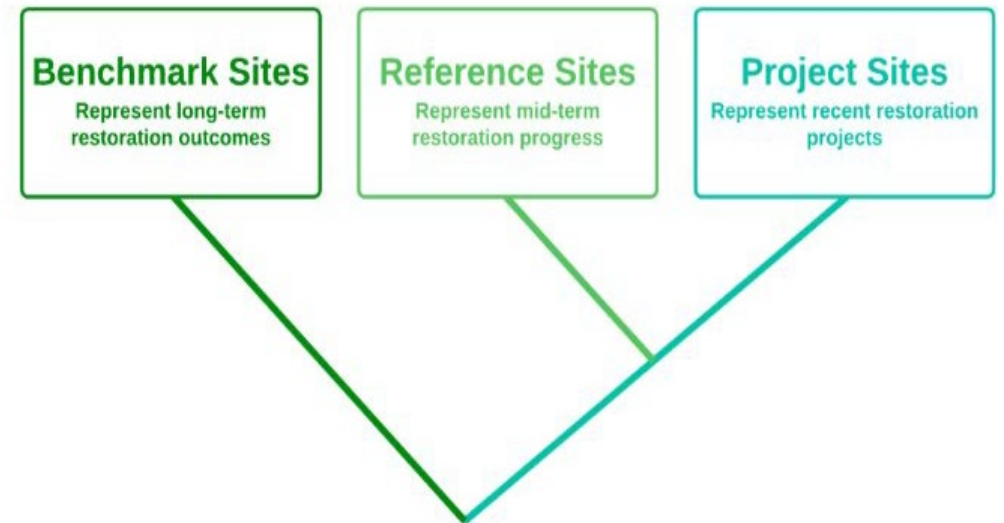 Benchmark Sites
Represent long-term
restoration outcomes
Reference Sites
Represent mid-term
restoration progress
Project Sites
Represent recent restoration
projects